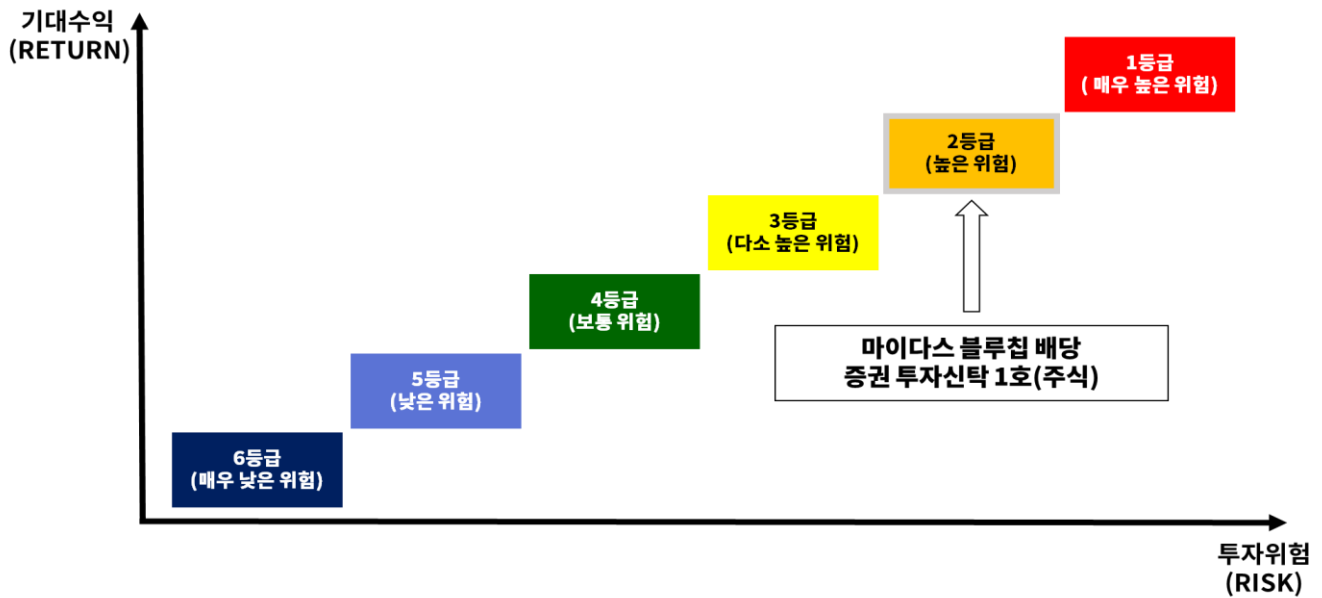 기대수익
(RETURN)
1등급
( 매우 높은 위험)
2등급
(높은 위험)
3등급
(다소 높은 위험)
4등급
(보통 위험)
마이다스 블루칩 배당
증권 투자신탁 1호(주식)
5등급
(낮은 위험)
6등급
(매우 낮은 위험)
투자위험
(RISK)